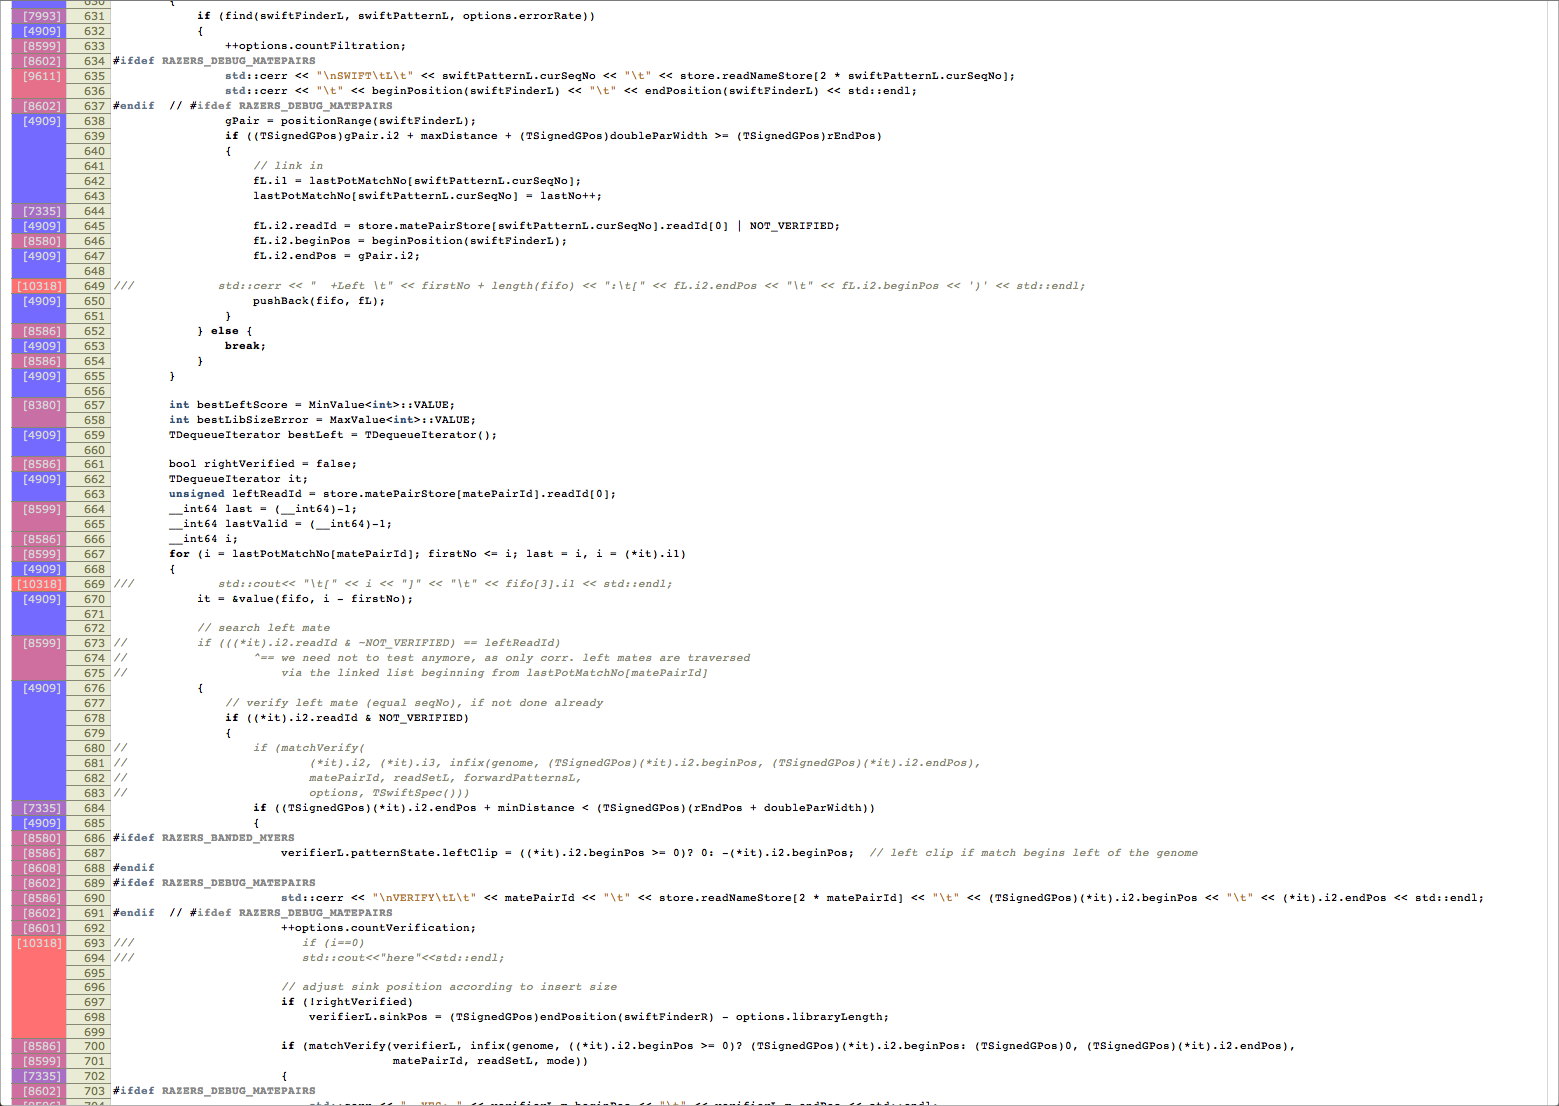 630 {
[7993] 631 if (find(swiftFinderL, swiftPatternL, options.errorRate))
[4909] 632 {
[8599] 633 ++options.countFiltration;
[8602] 634 #ifdef RAZERS_DEBUG_MATEPAIRS
[9611] 635 std::cerr << "\nSWIFT\tL\t" << swiftPatternL.curSeqNo << "\t" << store.readNameStore[2 * swiftPatternL.curSeqNo];
636 std::cerr << "\t" << beginPosition(swiftFinderL) << "\t" << endPosition(swiftFinderL) << std::endl;
[8602] 637 #endif // #ifdef RAZERS_DEBUG_MATEPAIRS
[4909] 638 gPair = positionRange(swiftFinderL);
639 if ((TSignedGPos)gPair.i2 + maxDistance + (TSignedGPos)doubleParWidth >= (TSignedGPos)rEndPos)
640 {
641 // link in
642 fL.i1 = lastPotMatchNo[swiftPatternL.curSeqNo];
643 lastPotMatchNo[swiftPatternL.curSeqNo] = lastNo++;
[7335] 644
[4909] 645 fL.i2.readId = store.matePairStore[swiftPatternL.curSeqNo].readId[0] | NOT_VERIFIED;
[8580] 646 fL.i2.beginPos = beginPosition(swiftFinderL);
[4909] 647 fL.i2.endPos = gPair.i2;
648
[10318] 649 /// std::cerr << "  +Left \t" << firstNo + length(fifo) << ":\t[" << fL.i2.endPos << "\t" << fL.i2.beginPos << ')' << std::endl;
[4909] 650 pushBack(fifo, fL);
651 }
[8586] 652 } else {
[4909] 653 break;
[8586] 654 }
[4909] 655 }
656
[8380] 657 int bestLeftScore = MinValue<int>::VALUE;
658 int bestLibSizeError = MaxValue<int>::VALUE;
[4909] 659 TDequeueIterator bestLeft = TDequeueIterator();
660
[8586] 661 bool rightVerified = false;
[4909] 662 TDequeueIterator it;
663 unsigned leftReadId = store.matePairStore[matePairId].readId[0];
[8599] 664 __int64 last = (__int64)-1;
665 __int64 lastValid = (__int64)-1;
[8586] 666 __int64 i;
[8599] 667 for (i = lastPotMatchNo[matePairId]; firstNo <= i; last = i, i = (*it).i1)
[4909] 668 {
[10318] 669 /// std::cout<< "\t[" << i << "]" << "\t" << fifo[3].i1 << std::endl;
[4909] 670 it = &value(fifo, i - firstNo);
671
672 // search left mate
[8599] 673 // if (((*it).i2.readId & ~NOT_VERIFIED) == leftReadId)
674 // ^== we need not to test anymore, as only corr. left mates are traversed
675 // via the linked list beginning from lastPotMatchNo[matePairId]
[4909] 676 {
677 // verify left mate (equal seqNo), if not done already
678 if ((*it).i2.readId & NOT_VERIFIED)
679 {
680 // if (matchVerify(
681 // (*it).i2, (*it).i3, infix(genome, (TSignedGPos)(*it).i2.beginPos, (TSignedGPos)(*it).i2.endPos),
682 // matePairId, readSetL, forwardPatternsL,
683 // options, TSwiftSpec()))
[7335] 684 if ((TSignedGPos)(*it).i2.endPos + minDistance < (TSignedGPos)(rEndPos + doubleParWidth))
[4909] 685 {
[8580] 686 #ifdef RAZERS_BANDED_MYERS
[8586] 687 verifierL.patternState.leftClip = ((*it).i2.beginPos >= 0)? 0: -(*it).i2.beginPos; // left clip if match begins left of the genome
[8608] 688 #endif
[8602] 689 #ifdef RAZERS_DEBUG_MATEPAIRS
[8586] 690 std::cerr << "\nVERIFY\tL\t" << matePairId << "\t" << store.readNameStore[2 * matePairId] << "\t" << (TSignedGPos)(*it).i2.beginPos << "\t" << (*it).i2.endPos << std::endl;
[8602] 691 #endif // #ifdef RAZERS_DEBUG_MATEPAIRS
[8601] 692 ++options.countVerification;
[10318] 693 /// if (i==0)
694 /// std::cout<<"here"<<std::endl;
695
696 // adjust sink position according to insert size
697 if (!rightVerified)
698 verifierL.sinkPos = (TSignedGPos)endPosition(swiftFinderR) - options.libraryLength;
699
[8586] 700 if (matchVerify(verifierL, infix(genome, ((*it).i2.beginPos >= 0)? (TSignedGPos)(*it).i2.beginPos: (TSignedGPos)0, (TSignedGPos)(*it).i2.endPos),
[8599] 701 matePairId, readSetL, mode))
[7335] 702 {
[8602] 703 #ifdef RAZERS_DEBUG_MATEPAIRS